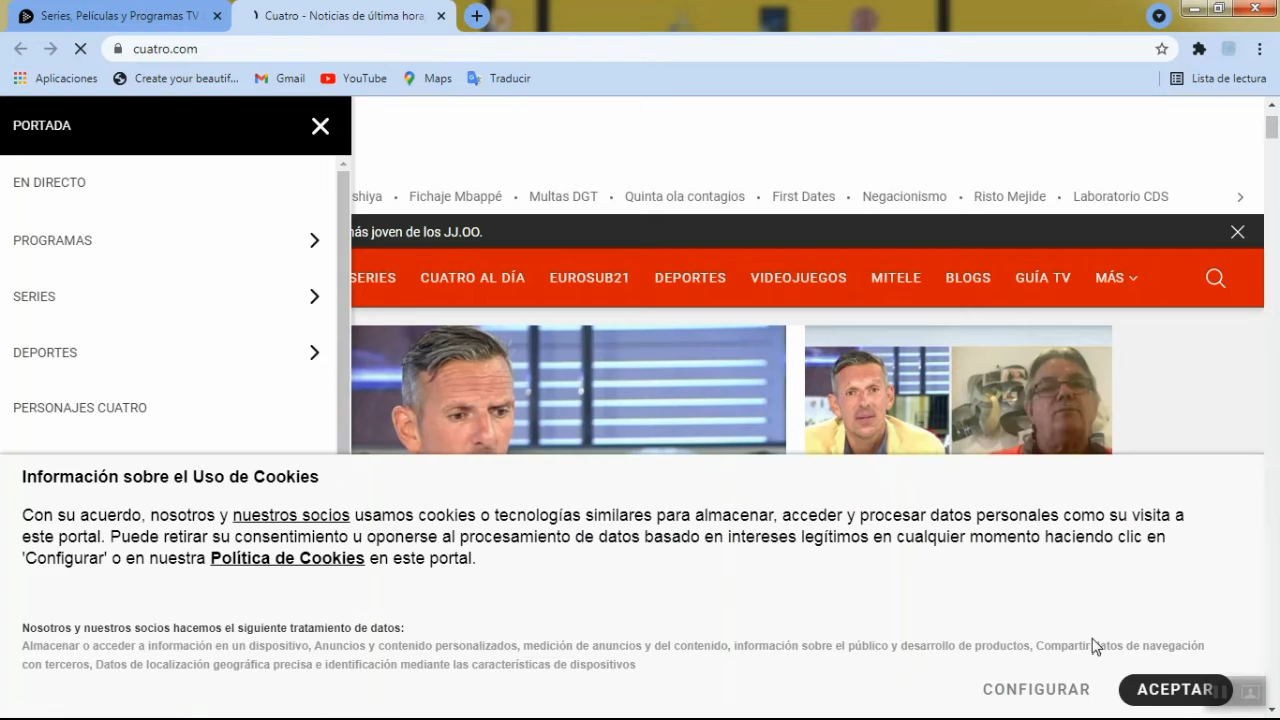 Series, Películas y Programas TV
Cuatro - Noticias de última hora,
cuatro.com
Aplicaciones
Create your beautif...
Gmail
YouTube
Maps
Traducir
Lista de lectura
PORTADA
EN DIRECTO
PROGRAMAS
SERIES
DEPORTES
PERSONAJES CUATRO
shiya • Fichaje Mbappé • Multas DGT • Quinta ola contagios • First Dates • Negacionismo • Risto Mejide • Laboratorio CDS
más joven de los JJ.OO.
SERIES CUATRO AL DÍA EUROSUB21 DEPORTES VIDEOJUEGOS MITELE BLOGS GUÍA TV MÁS
Información sobre el Uso de Cookies
Con su acuerdo, nosotros y nuestros socios usamos cookies o tecnologías similares para almacenar, acceder y procesar datos personales como su visita a
este portal. Puede retirar su consentimiento u oponerse al procesamiento de datos basado en intereses legítimos en cualquier momento haciendo clic en
'Configurar' o en nuestra Política de Cookies en este portal.
Nosotros y nuestros socios hacemos el siguiente tratamiento de datos:
Almacenar o acceder a información en un dispositivo, Anuncios y contenido personalizados, medición de anuncios y del contenido, información sobre el público y desarrollo de productos, Compartir datos de navegación
con terceros, Datos de localización geográfica precisa e identificación mediante las características de dispositivos
CONFIGURAR
ACEPTAR